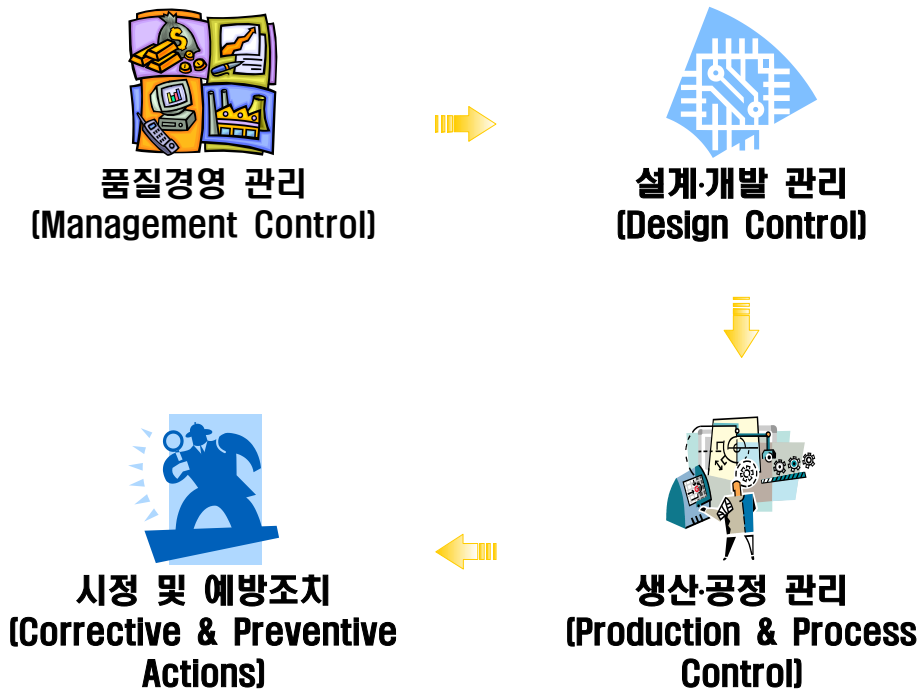 품질경영 관리
(Management Control)
설계·개발 관리
(Design Control)
시정 및 예방조치
(Corrective & Preventive
Actions)
생산·공정 관리
(Production & Process
Control)